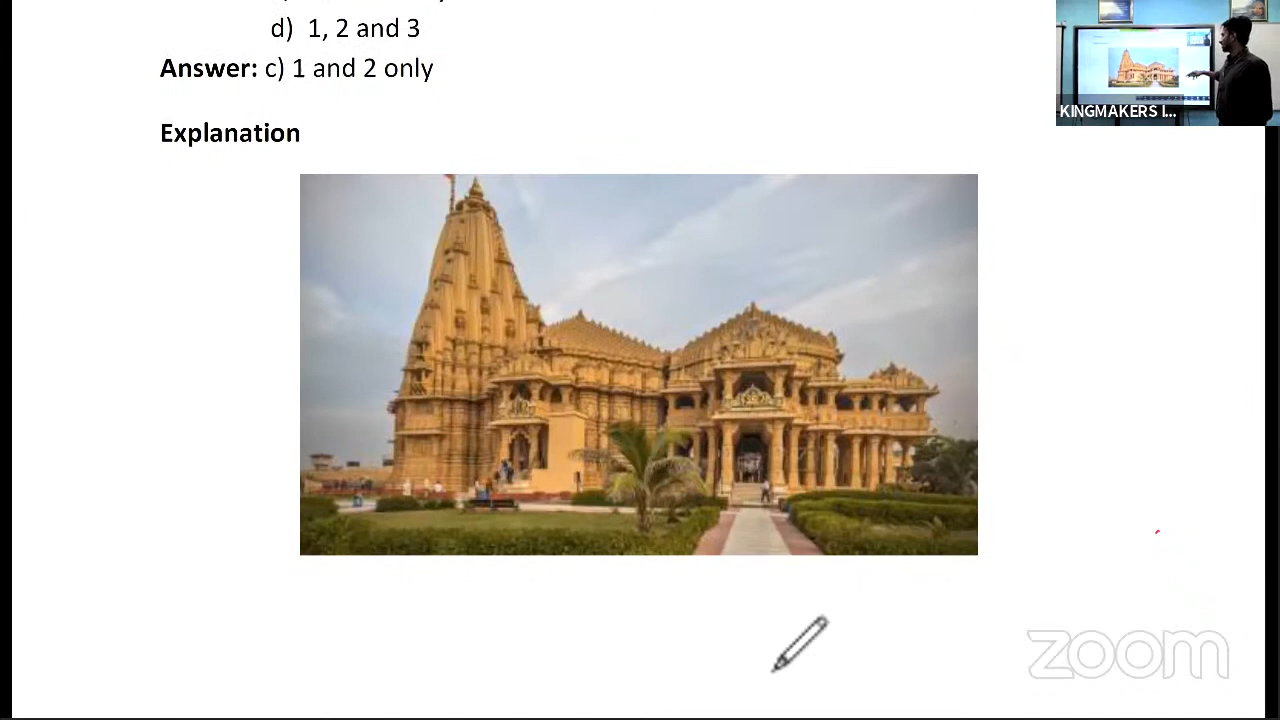 d) 1, 2 and 3
Answer: c) 1 and 2 only
KINGMAKERS I...
Explanation
zoom